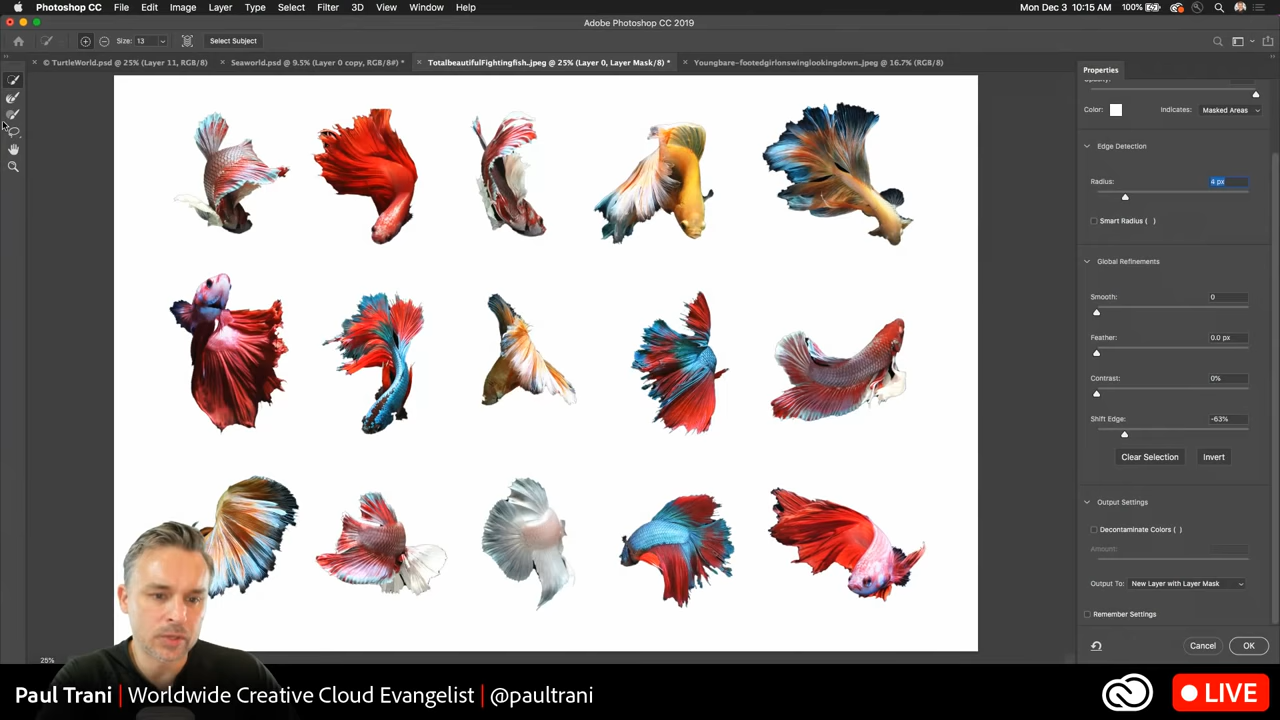 Photoshop CC File Edit Image Layer Type Select Filter 3D View Window Help Mon Dec 3 10:15 AM 100%
Adobe Photoshop CC 2019
Size: 13 Select Subject
© TurtleWorld.psd @ 25% (Layer 11, RGB/8) Seaworld.psd @ 9.5% (Layer 0 copy, RGB/8#) * TotalbeautifulFightingfish.jpeg @ 25% (Layer 0, Layer Mask/8) * Youngbare-footedgirlonswinglookingdown.jpeg @ 16.7% (RGB/8)
Properties
Color: Indicates: Masked Areas
Edge Detection
Radius: 4 px
Smart Radius ( )
Global Refinements
Smooth: 0
Feather: 0.0 px
Contrast: 0%
Shift Edge: -63%
Clear Selection Invert
Output Settings
Decontaminate Colors ( )
Amount:
Output To: New Layer with Layer Mask
Remember Settings
Cancel OK
25%
Paul Trani | Worldwide Creative Cloud Evangelist | @paultrani
LIVE